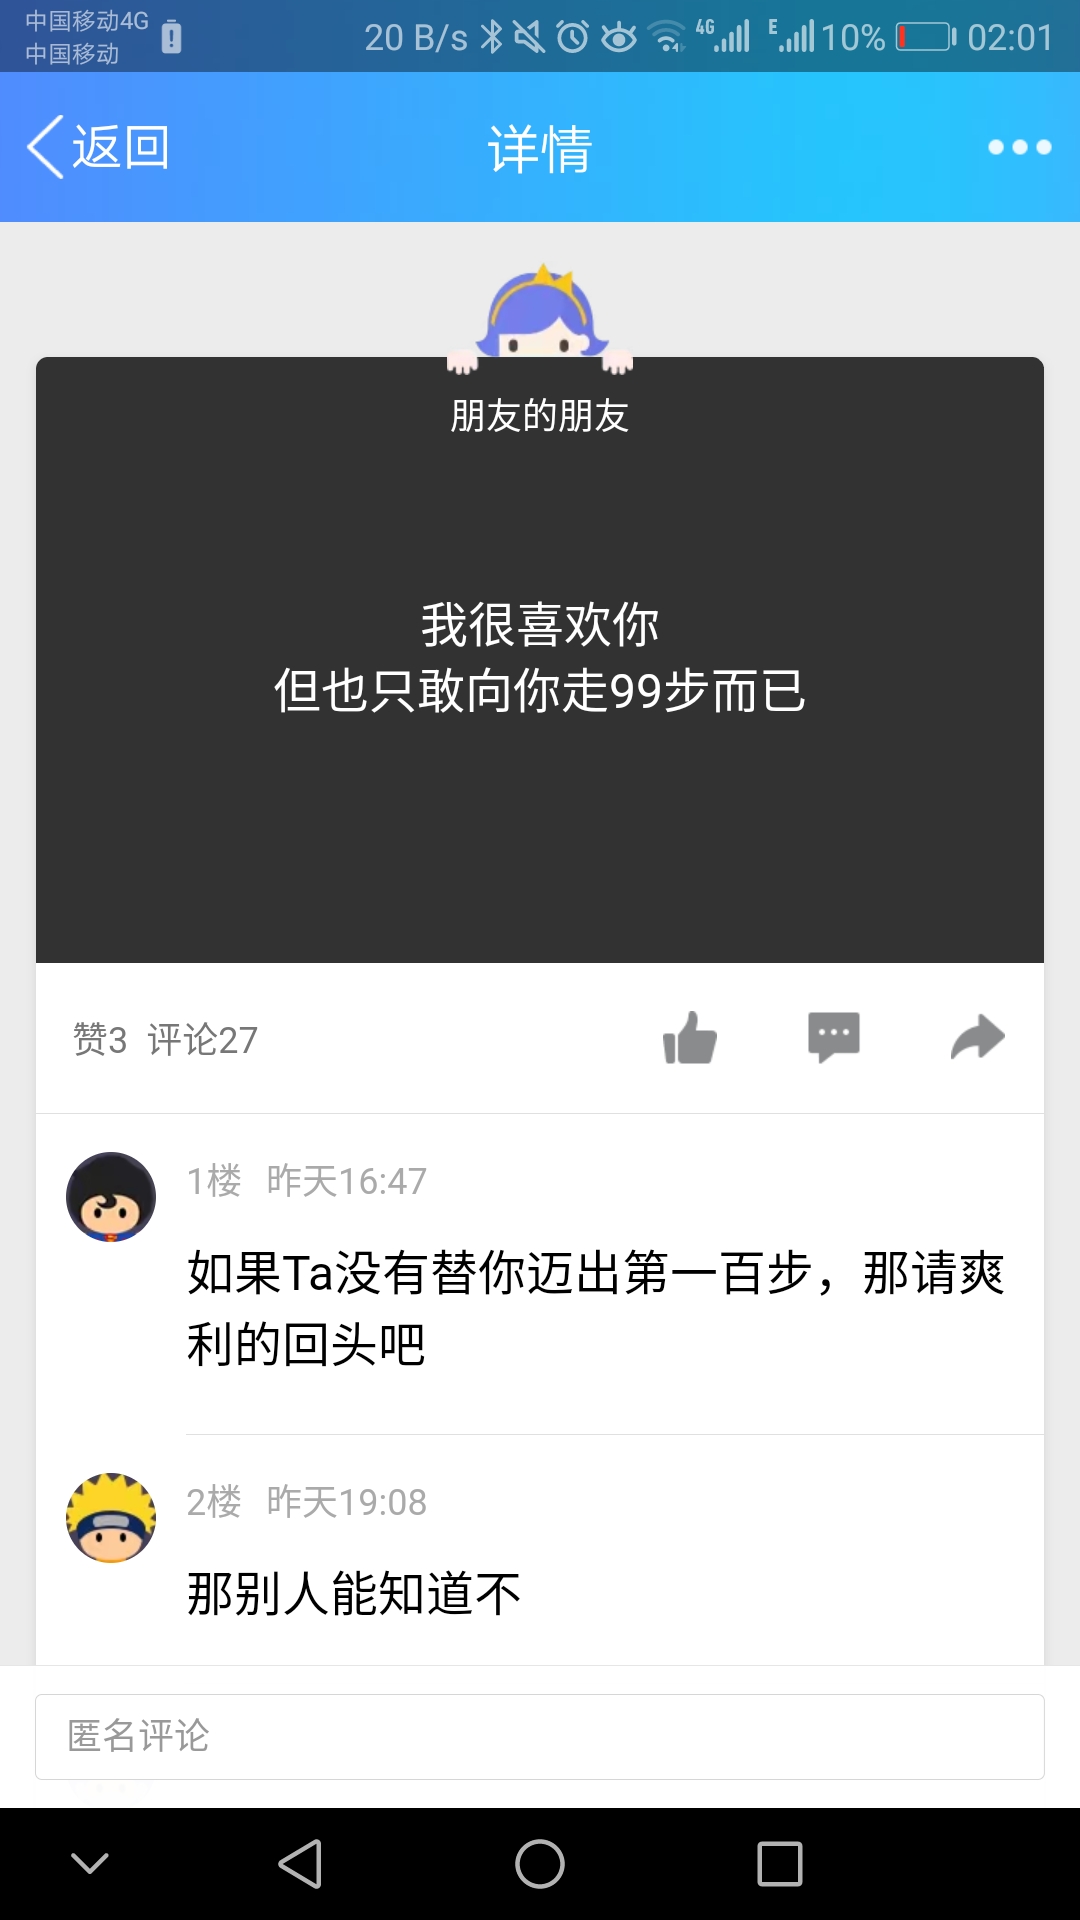 中国移动4G
中国移动
20 B/s 4G E 10% 02:01
返回 详情
朋友的朋友
我很喜欢你
但也只敢向你走99步而已
赞3 评论27
1楼 昨天16:47
如果Ta没有替你迈出第一百步，那请爽
利的回头吧
2楼 昨天19:08
那别人能知道不
匿名评论